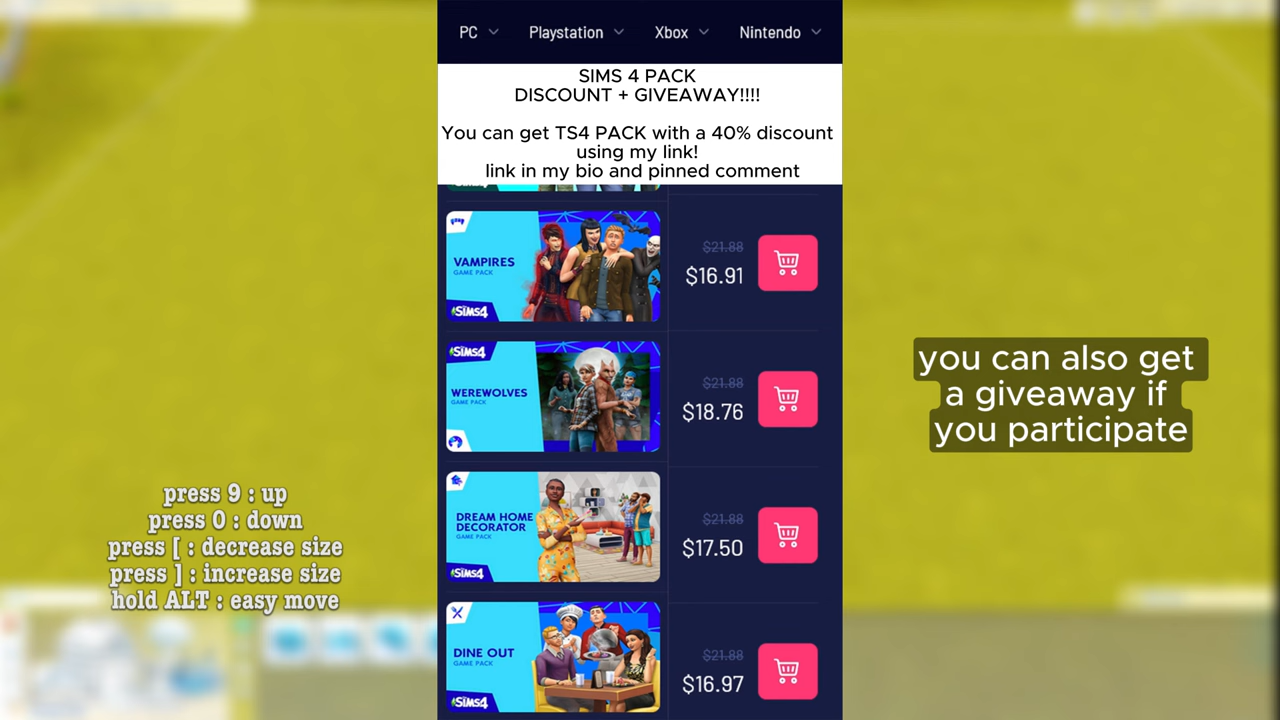 PC
Playstation
Xbox
Nintendo
SIMS 4 PACK
DISCOUNT + GIVEAWAY!!!!
You can get TS4 PACK with a 40% discount
using my link!
link in my bio and pinned comment
VAMPIRES
GAME PACK
SIMS4
$21.88
$16.91
SIMS4
WEREWOLVES
GAME PACK
$21.88
$18.76
DREAM HOME
DECORATOR
GAME PACK
SIMS4
$21.88
$17.50
DINE OUT
GAME PACK
SIMS4
$21.88
$16.97
press 9 : up
press 0 : down
press [ : decrease size
press ] : increase size
hold ALT : easy move
you can also get
a giveaway if
you participate